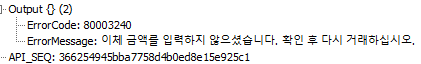 Output {} (2)
ErrorCode: 80003240
ErrorMessage: 이체 금액를 입력하지 않으셨습니다. 확인 후 다시 거래하십시오.
API_SEQ: 366254945bba7758d4b0ed8e15e925c1